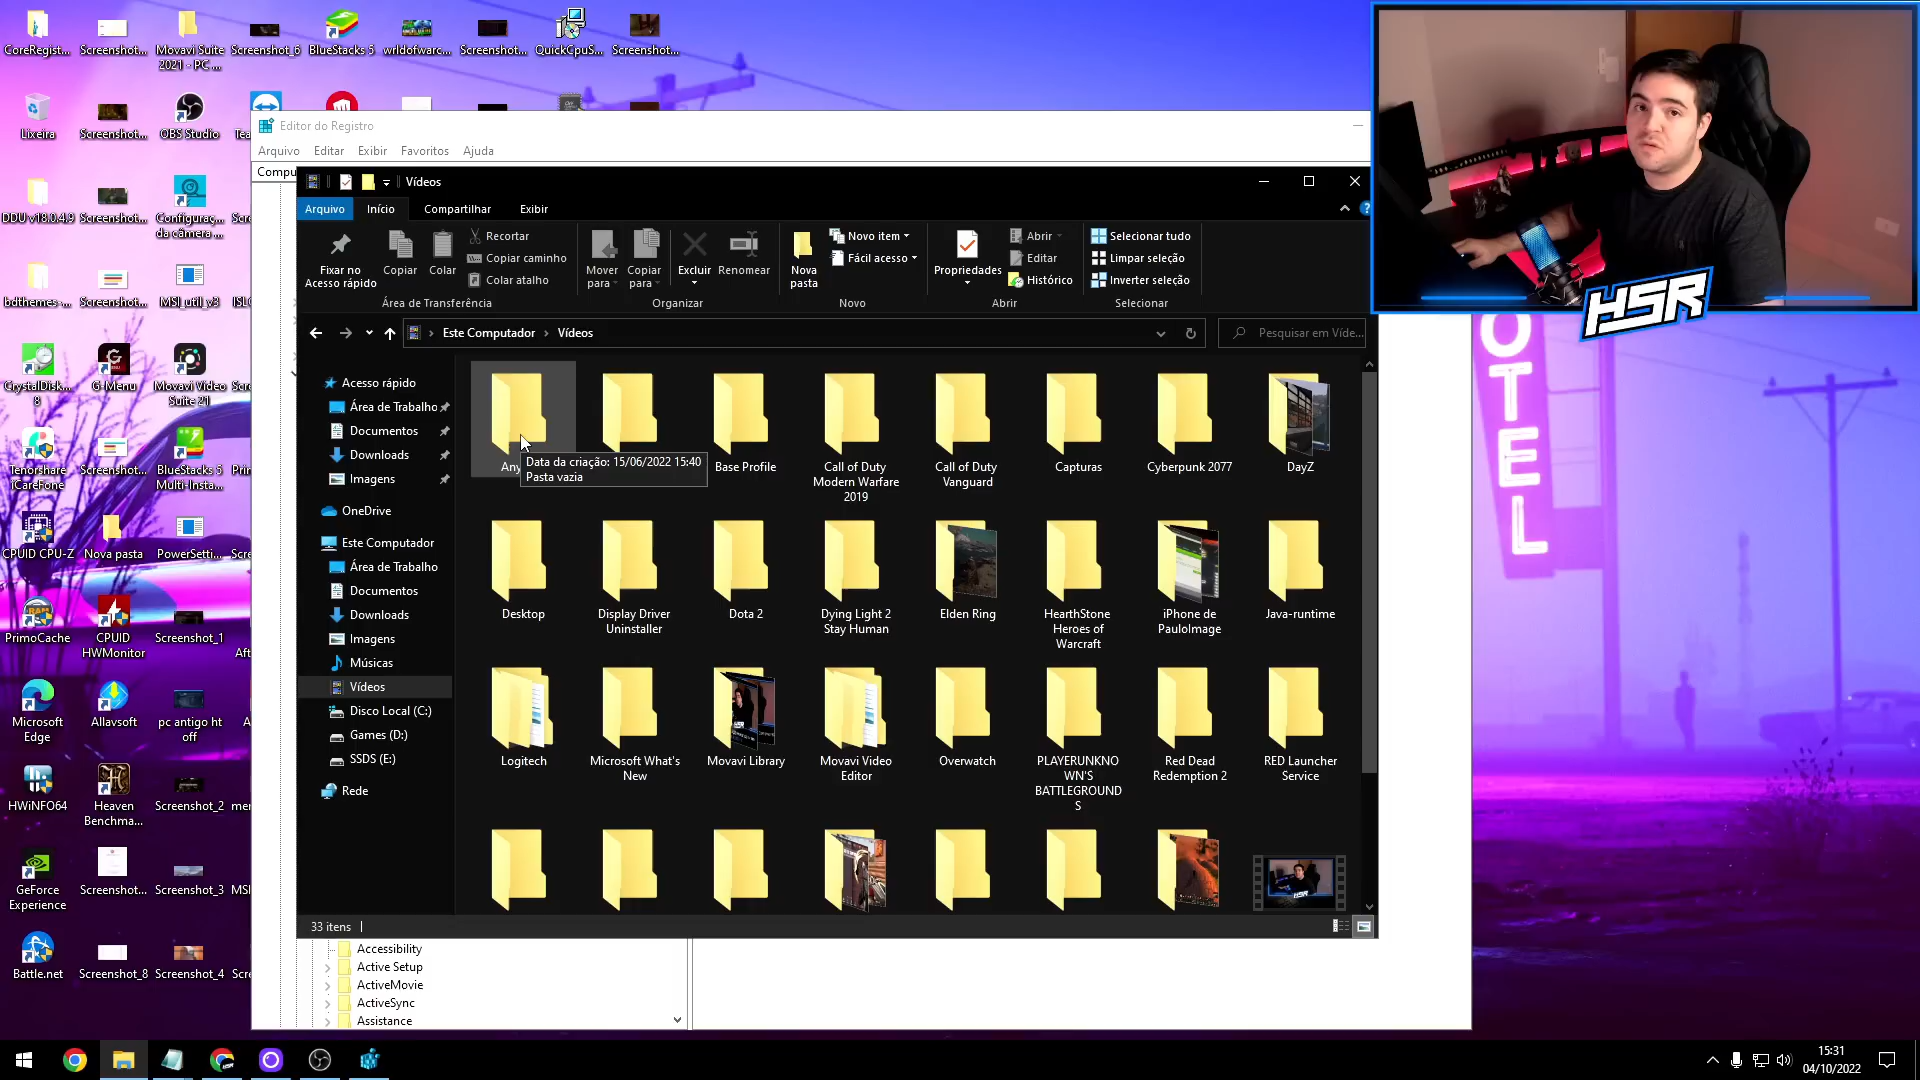 CoreRegist...
Screenshot...
Movavi Suite
2021 - PC ...
Screenshot_6
BlueStacks 5
wrldofwarc...
Screenshot...
QuickCpuS...
Screenshot...
Lixeira
Screenshot...
OBS Studio
DDU v18.0.4.9
Screenshot...
Configuraç...
da câmera ...
bdthemes-...
Screenshot...
MSI_util_v3
CrystalDisk...
8
G-Menu
Movavi Video
Suite 21
Tenorshare
iCareFone
Screenshot...
BlueStacks 5
Multi-Insta...
CPUID CPU-Z
Nova pasta
PowerSetti...
PrimoCache
CPUID
HWMonitor
Screenshot_1
Microsoft
Edge
Allavsoft
pc antigo ht
off
HWiNFO64
Heaven
Benchma...
Screenshot_2
GeForce
Experience
Screenshot...
Screenshot_3
Battle.net
Screenshot_8
Screenshot_4
Editor do Registro
Arquivo Editar Exibir Favoritos Ajuda
Compu
Vídeos
Arquivo Início Compartilhar Exibir
Fixar no
Acesso rápido
Copiar
Colar
Recortar
Copiar caminho
Colar atalho
Área de Transferência
Mover
para
Copiar
para
Excluir
Renomear
Organizar
Nova
pasta
Novo item
Fácil acesso
Novo
Propriedades
Abrir
Editar
Histórico
Abrir
Selecionar tudo
Limpar seleção
Inverter seleção
Selecionar
Este Computador > Vídeos
Pesquisar em Víde...
Acesso rápido
Área de Trabalho
Documentos
Downloads
Imagens
OneDrive
Este Computador
Área de Trabalho
Documentos
Downloads
Imagens
Músicas
Vídeos
Disco Local (C:)
Games (D:)
SSDS (E:)
Rede
Any
Data da criação: 15/06/2022 15:40
Pasta vazia
Base Profile
Call of Duty
Modern Warfare
2019
Call of Duty
Vanguard
Capturas
Cyberpunk 2077
DayZ
Desktop
Display Driver
Uninstaller
Dota 2
Dying Light 2
Stay Human
Elden Ring
HearthStone
Heroes of
Warcraft
iPhone de
PauloImage
Java-runtime
Logitech
Microsoft What's
New
Movavi Library
Movavi Video
Editor
Overwatch
PLAYERUNKNO
WN'S
BATTLEGROUND
S
Red Dead
Redemption 2
RED Launcher
Service
33 itens
Accessibility
Active Setup
ActiveMovie
ActiveSync
Assistance
HSR
OTEL
15:31
04/10/2022